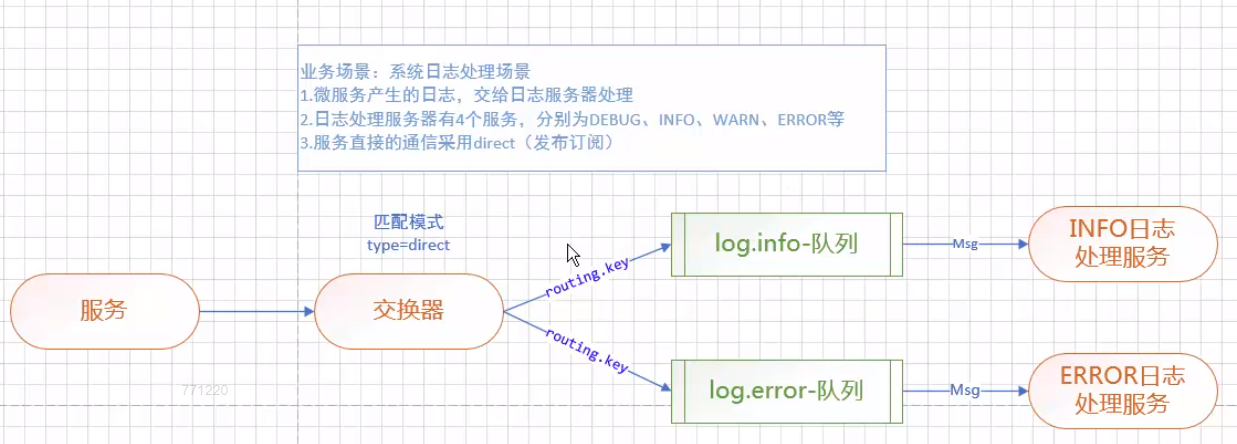 业务场景：系统日志处理场景
1.微服务产生的日志，交给日志服务器处理
2.日志处理服务器有4个服务，分别为DEBUG、INFO、WARN、ERROR等
3.服务直接的通信采用direct（发布订阅）
匹配模式
type=direct
服务
交换器
routing.key
log.info-队列
Msg
INFO日志
处理服务
routing.key
log.error-队列
Msg
ERROR日志
处理服务
771220